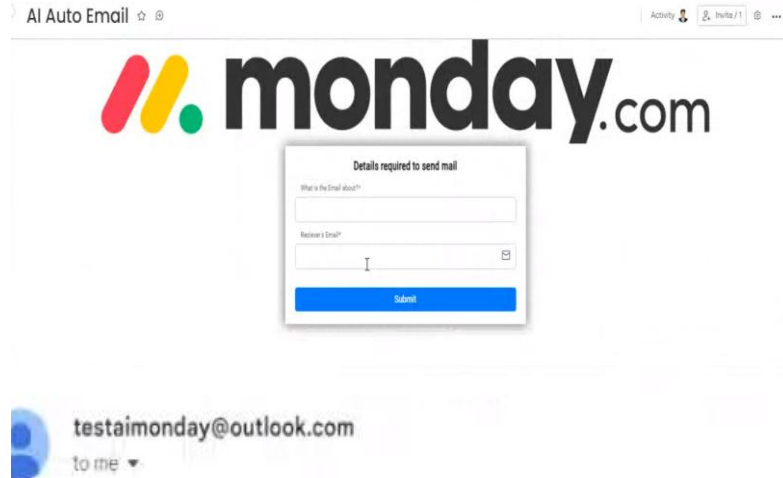 AI Auto Email
Activity
Invite / 1
monday.com
Details required to send mail
What is the Email about?*
Reciever's Email*
Submit
testaimonday@outlook.com
to me